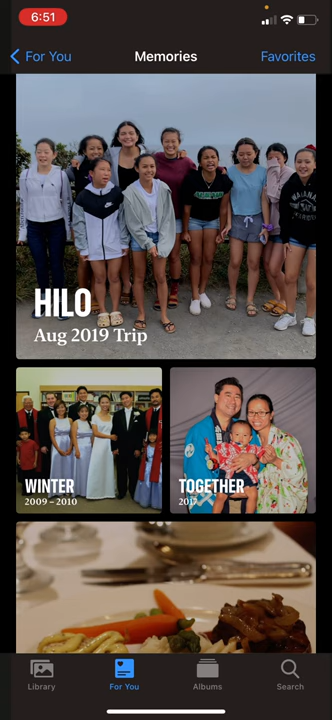 6:51
For You
Memories
Favorites
HILO
Aug 2019 Trip
WINTER
2009 – 2010
TOGETHER
Library
For You
Albums
Search